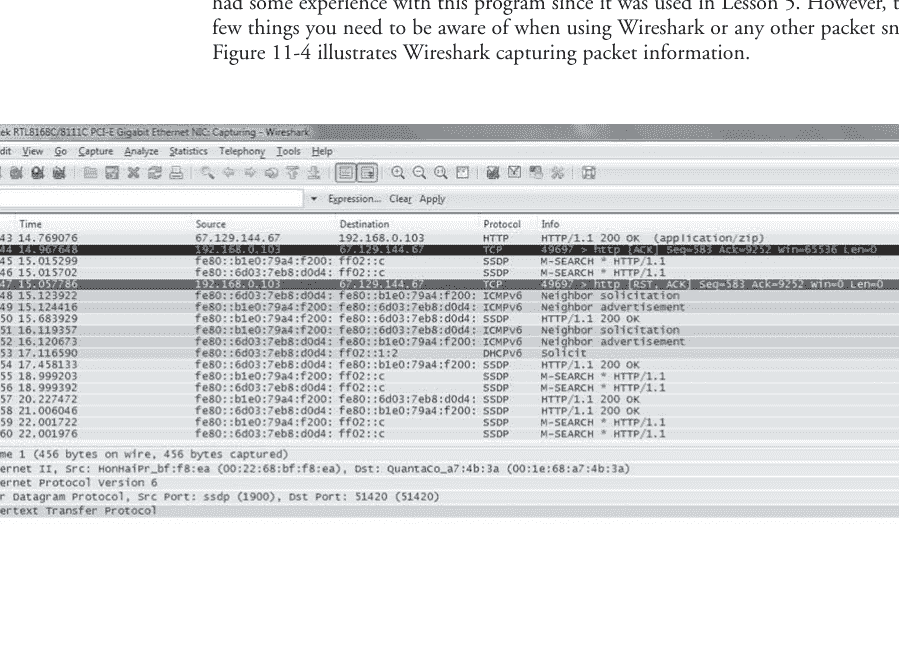 had some experience with this program since it was used in Lesson 5. However, t
few things you need to be aware of when using Wireshark or any other packet sn
Figure 11-4 illustrates Wireshark capturing packet information.
ek RTL8168C/8111C PCI-E Gigabit Ethernet NIC: Capturing - Wireshark
dit View Go Capture Analyze Statistics Telephony Tools Help
Expression... Clear Apply
Time Source Destination Protocol Info
43 14.769076 67.129.144.67 192.168.0.103 HTTP HTTP/1.1 200 OK (application/zip)
44 14.967648 192.168.0.103 67.129.144.67 TCP 49697 > http [ACK] Seq=583 Ack=9252 Win=65536 Len=0
45 15.015299 fe80::b1e0:79a4:f200: ff02::c SSDP M-SEARCH * HTTP/1.1
46 15.015702 fe80::6d03:7eb8:d0d4: ff02::c SSDP M-SEARCH * HTTP/1.1
47 15.057786 192.168.0.103 67.129.144.67 TCP 49697 > http [RST, ACK] Seq=583 Ack=9252 Win=0 Len=0
48 15.123922 fe80::6d03:7eb8:d0d4: fe80::b1e0:79a4:f200: ICMPv6 Neighbor solicitation
49 15.124416 fe80::b1e0:79a4:f200: fe80::6d03:7eb8:d0d4: ICMPv6 Neighbor advertisement
50 15.683929 fe80::b1e0:79a4:f200: fe80::6d03:7eb8:d0d4: SSDP HTTP/1.1 200 OK
51 16.119357 fe80::b1e0:79a4:f200: fe80::6d03:7eb8:d0d4: ICMPv6 Neighbor solicitation
52 16.120673 fe80::6d03:7eb8:d0d4: fe80::b1e0:79a4:f200: ICMPv6 Neighbor advertisement
53 17.116590 fe80::6d03:7eb8:d0d4: ff02::1:2 DHCPv6 Solicit
54 17.458133 fe80::6d03:7eb8:d0d4: fe80::b1e0:79a4:f200: SSDP HTTP/1.1 200 OK
55 18.999203 fe80::b1e0:79a4:f200: ff02::c SSDP M-SEARCH * HTTP/1.1
56 18.999392 fe80::6d03:7eb8:d0d4: ff02::c SSDP M-SEARCH * HTTP/1.1
57 20.227472 fe80::b1e0:79a4:f200: fe80::6d03:7eb8:d0d4: SSDP HTTP/1.1 200 OK
58 21.006046 fe80::6d03:7eb8:d0d4: fe80::b1e0:79a4:f200: SSDP HTTP/1.1 200 OK
59 22.001722 fe80::b1e0:79a4:f200: ff02::c SSDP M-SEARCH * HTTP/1.1
60 22.001976 fe80::6d03:7eb8:d0d4: ff02::c SSDP M-SEARCH * HTTP/1.1
me 1 (456 bytes on wire, 456 bytes captured)
ernet II, Src: HonHaiPr_bf:f8:ea (00:22:68:bf:f8:ea), Dst: QuantaCo_a7:4b:3a (00:1e:68:a7:4b:3a)
ernet Protocol Version 6
r Datagram Protocol, Src Port: ssdp (1900), Dst Port: 51420 (51420)
ertext Transfer Protocol